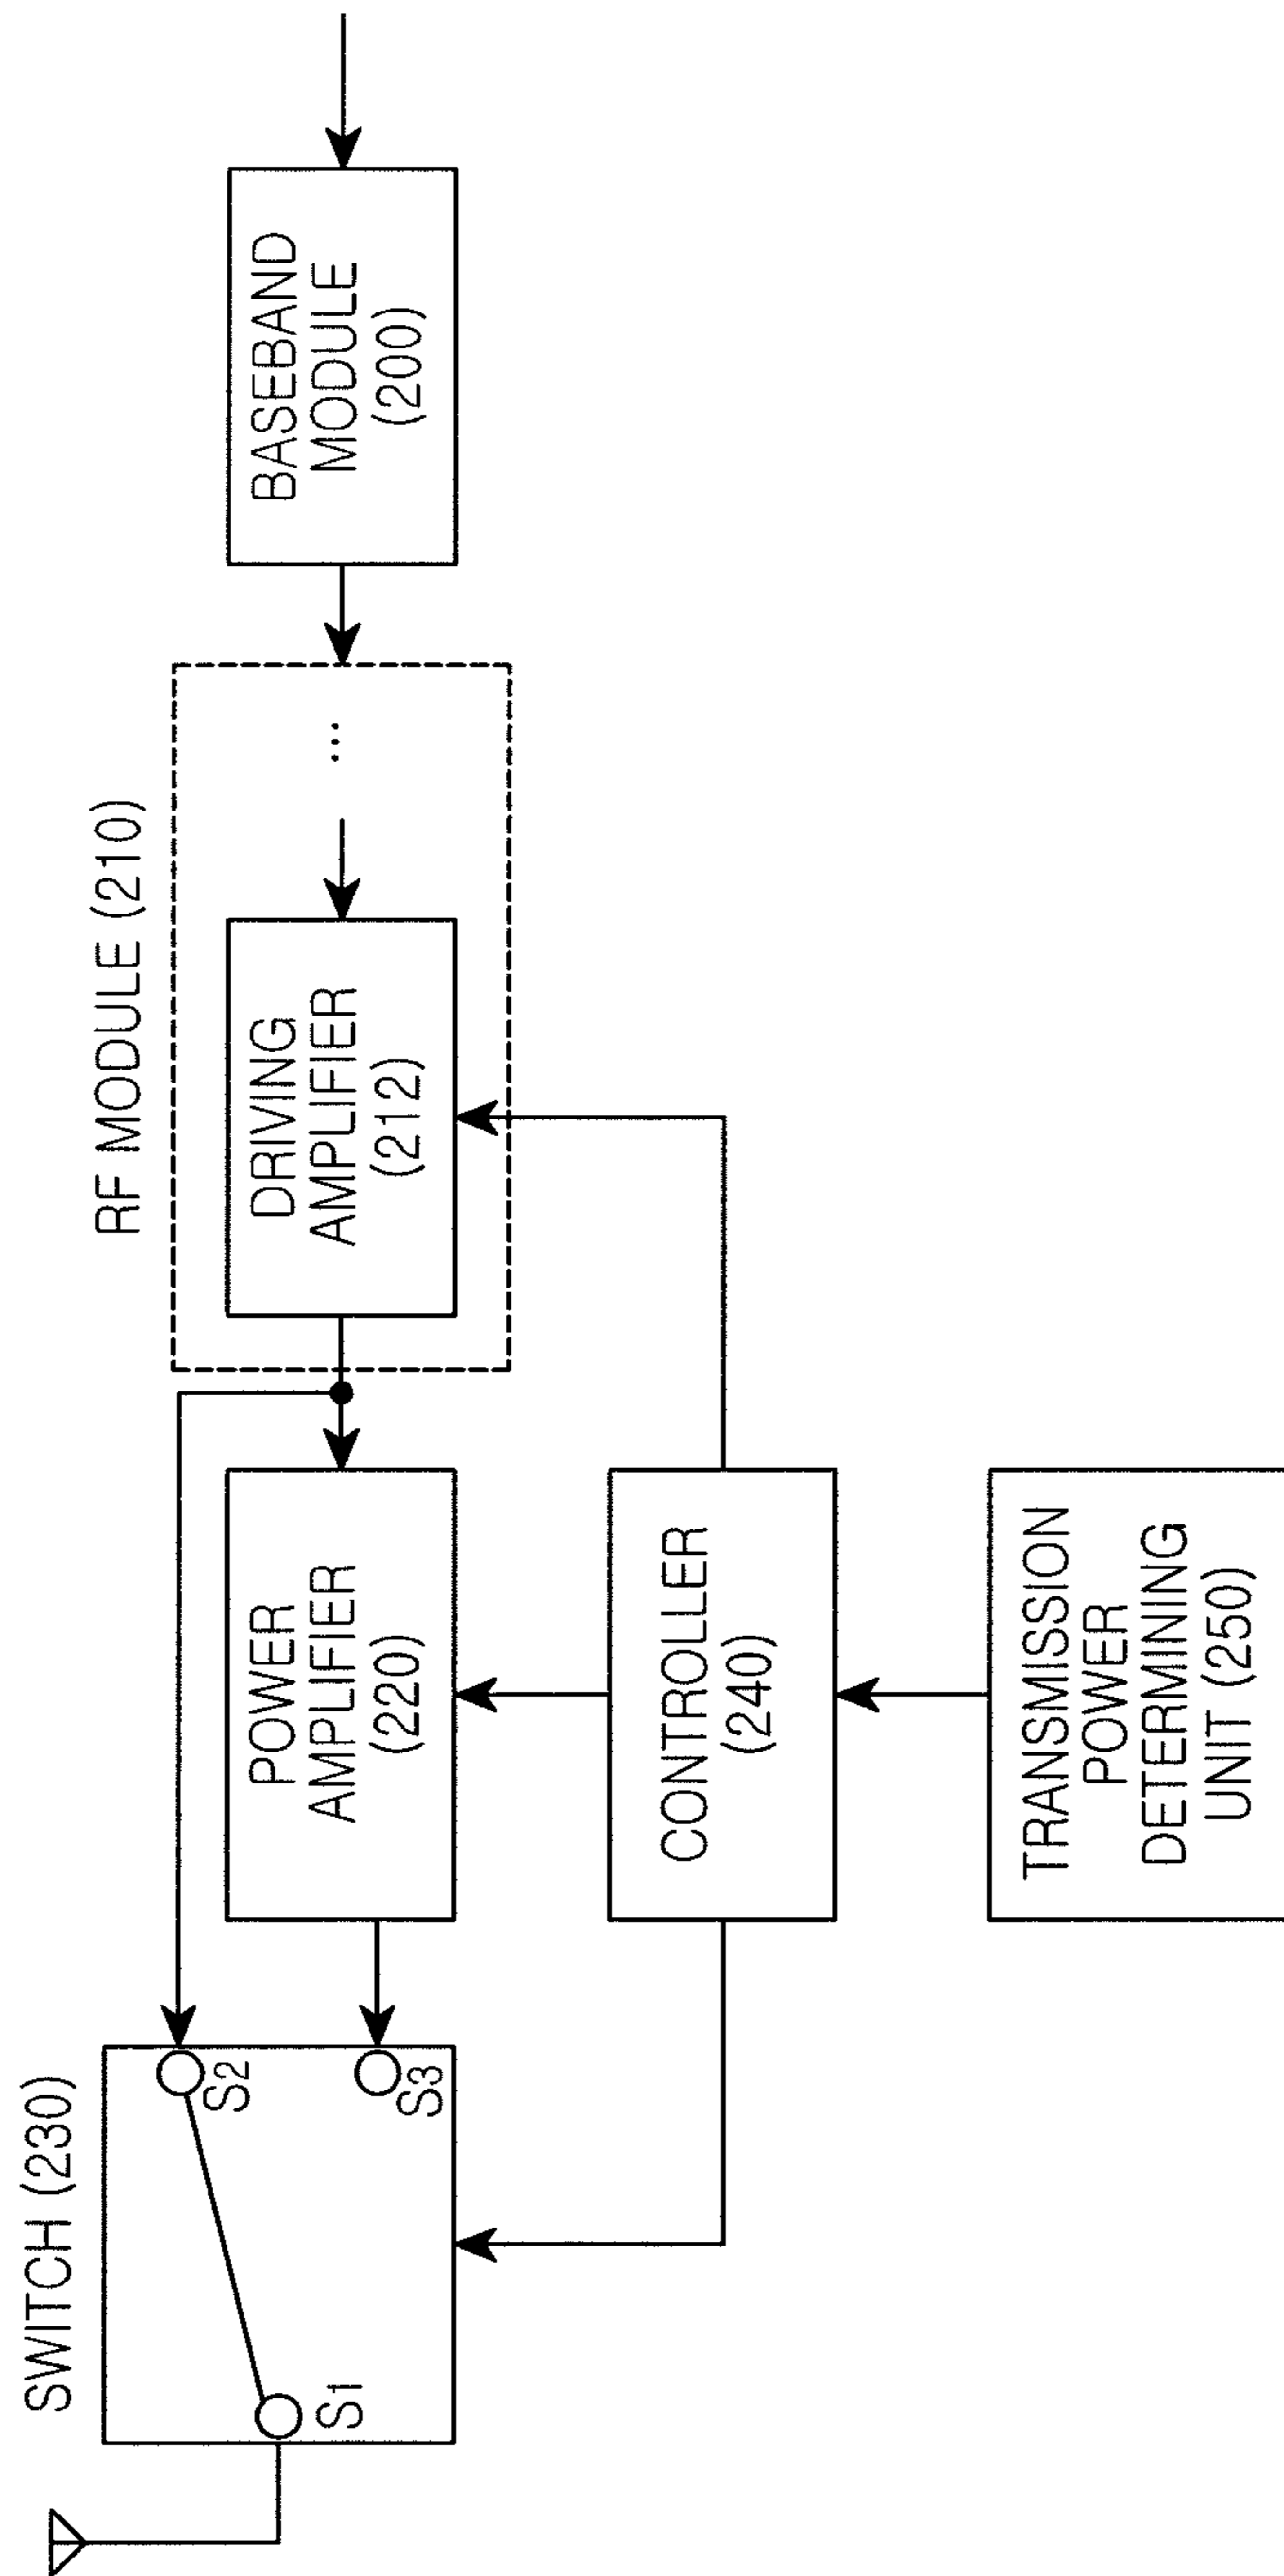 SWITCH (230)
S1
S2
S3
POWER
AMPLIFIER
(220)
RF MODULE (210)
DRIVING
AMPLIFIER
(212)
...
BASEBAND
MODULE
(200)
CONTROLLER
(240)
TRANSMISSION
POWER
DETERMINING
UNIT (250)